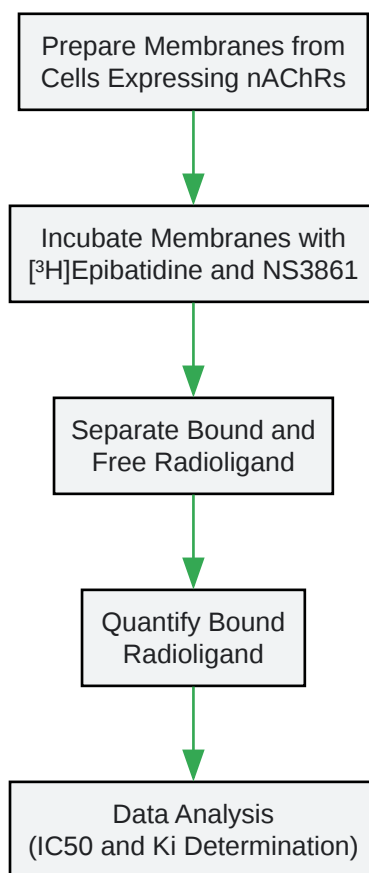 Prepare Membranes from
Cells Expressing nAChRs
Incubate Membranes with
[³H]Epibatidine and NS3861
Separate Bound and
Free Radioligand
Quantify Bound
Radioligand
Data Analysis
(IC50 and Ki Determination)